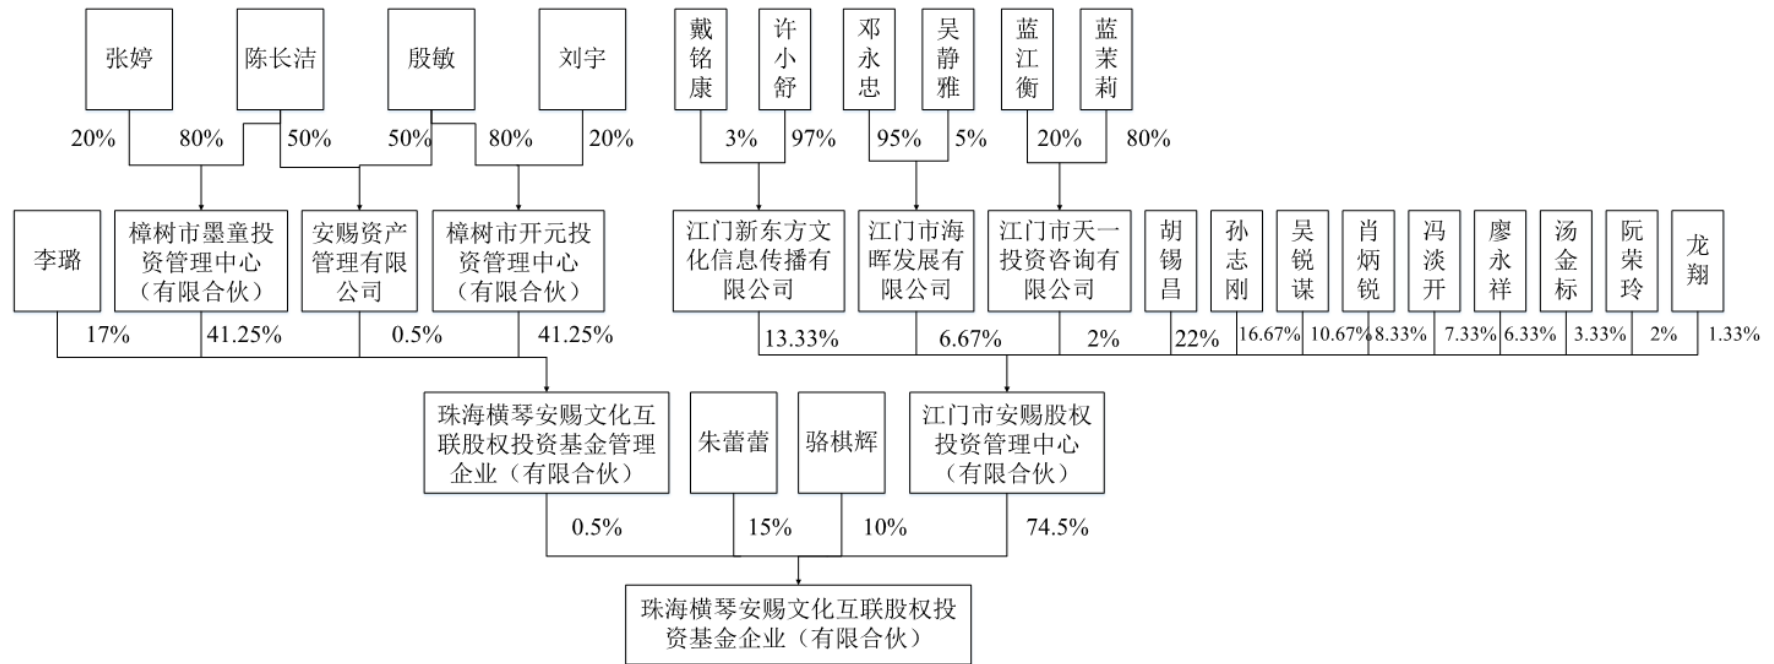 张婷
陈长洁
殷敏
刘宇
戴铭康
许小舒
邓永忠
吴静雅
蓝江衡
蓝茉莉
20%
80%
50%
50%
80%
20%
3%
97%
95%
5%
20%
80%
李璐
樟树市墨童投
资管理中心
（有限合伙）
安赐资产
管理有限
公司
樟树市开元投
资管理中心
（有限合伙）
江门新东方文
化信息传播有
限公司
江门市海
晖发展有
限公司
江门市天一
投资咨询有
限公司
胡锡昌
孙志刚
吴锐谋
肖炳锐
冯淡开
廖永祥
汤金标
阮荣玲
龙翔
17%
41.25%
0.5%
41.25%
13.33%
6.67%
2%
22%
16.67%
10.67%
8.33%
7.33%
6.33%
3.33%
2%
1.33%
珠海横琴安赐文化互
联股权投资基金管理
企业（有限合伙）
朱蕾蕾
骆棋辉
江门市安赐股权
投资管理中心
（有限合伙）
0.5%
15%
10%
74.5%
珠海横琴安赐文化互联股权投
资基金企业（有限合伙）